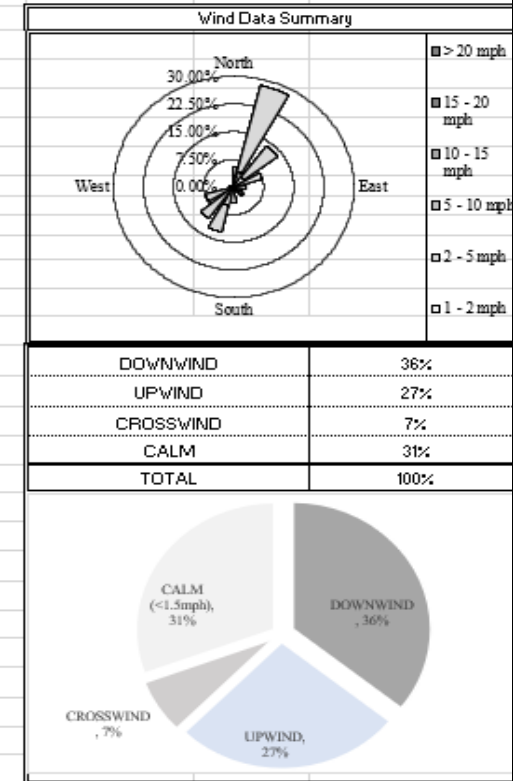 Wind Data Summary
North
30.00%
22.50%
15.00%
7.50%
0.00%
West
East
South
> 20 mph
15 - 20
mph
10 - 15
mph
5 - 10 mph
2 - 5 mph
1 - 2 mph
DOWNWIND 36%
UPWIND 27%
CROSSWIND 7%
CALM 31%
TOTAL 100%
CALM
(<1.5mph),
31%
DOWNWIND
, 36%
CROSSWIND
, 7%
UPWIND,
27%